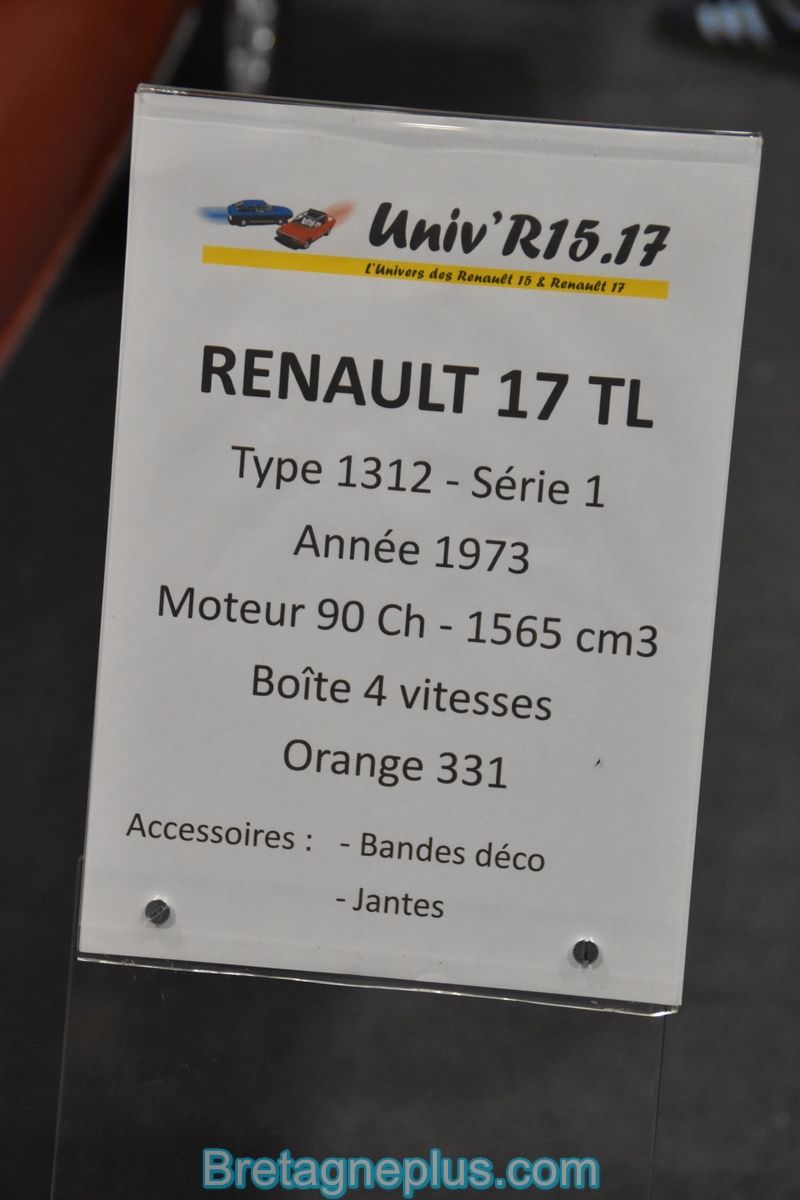 Univ'R15.17
L'Univers des Renault 15 & Renault 17
RENAULT 17 TL
Type 1312 - Série 1
Année 1973
Moteur 90 Ch - 1565 cm3
Boîte 4 vitesses
Orange 331
Accessoires : - Bandes déco
- Jantes
Bretagneplus.com